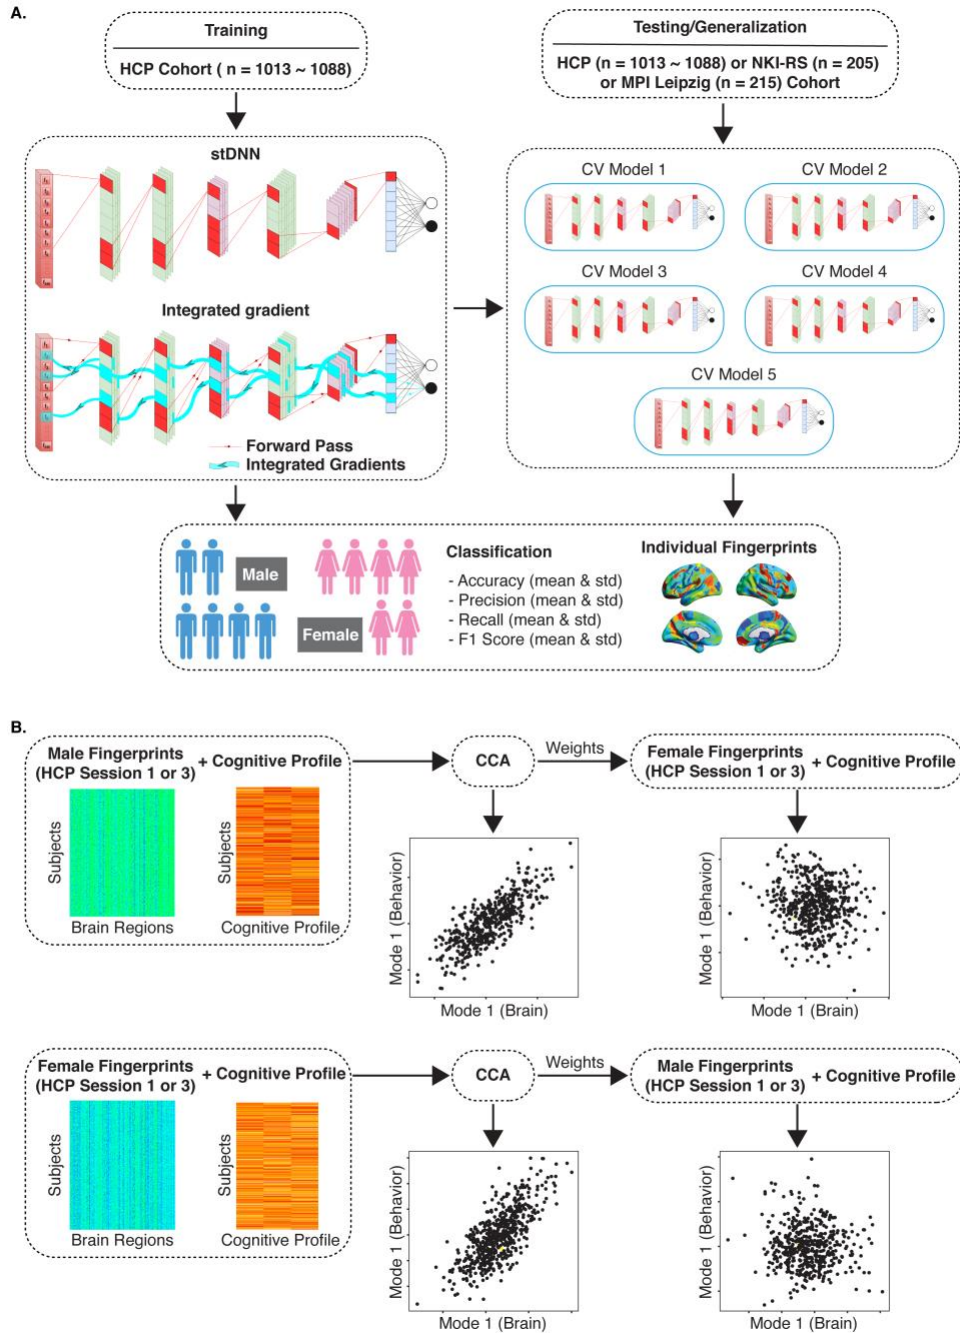 A.
Training
HCP Cohort ( n = 1013 ~ 1088)
Testing/Generalization
HCP (n = 1013 ~ 1088) or NKI-RS (n = 205)
or MPI Leipzig (n = 215) Cohort
stDNN
Integrated gradient
Forward Pass
Integrated Gradients
CV Model 1
CV Model 2
CV Model 3
CV Model 4
CV Model 5
Male
Female
Classification
- Accuracy (mean & std)
- Precision (mean & std)
- Recall (mean & std)
- F1 Score (mean & std)
Individual Fingerprints
B.
Male Fingerprints
(HCP Session 1 or 3)
+ Cognitive Profile
Subjects
Brain Regions
Subjects
Cognitive Profile
CCA
Weights
Female Fingerprints
(HCP Session 1 or 3)
+ Cognitive Profile
Mode 1 (Behavior)
Mode 1 (Brain)
Mode 1 (Behavior)
Mode 1 (Brain)
Female Fingerprints
(HCP Session 1 or 3)
+ Cognitive Profile
Subjects
Brain Regions
Subjects
Cognitive Profile
CCA
Weights
Male Fingerprints
(HCP Session 1 or 3)
+ Cognitive Profile
Mode 1 (Behavior)
Mode 1 (Brain)
Mode 1 (Behavior)
Mode 1 (Brain)